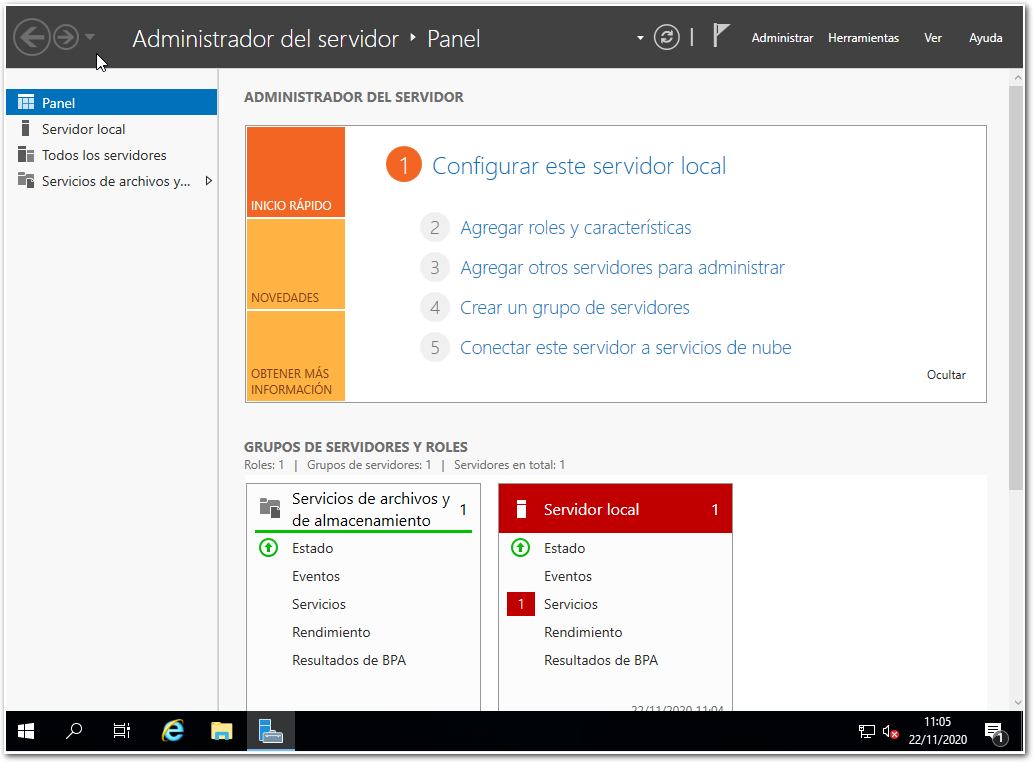 Administrador del servidor ‣ Panel
Administrar Herramientas Ver Ayuda
Panel
Servidor local
Todos los servidores
Servicios de archivos y...
ADMINISTRADOR DEL SERVIDOR
INICIO RÁPIDO
NOVEDADES
OBTENER MÁS
INFORMACIÓN
1 Configurar este servidor local
2 Agregar roles y características
3 Agregar otros servidores para administrar
4 Crear un grupo de servidores
5 Conectar este servidor a servicios de nube
Ocultar
GRUPOS DE SERVIDORES Y ROLES
Roles: 1 | Grupos de servidores: 1 | Servidores en total: 1
Servicios de archivos y
de almacenamiento 1
Estado
Eventos
Servicios
Rendimiento
Resultados de BPA
Servidor local 1
Estado
Eventos
1 Servicios
Rendimiento
Resultados de BPA
22/11/2020 11:04
11:05
22/11/2020
1